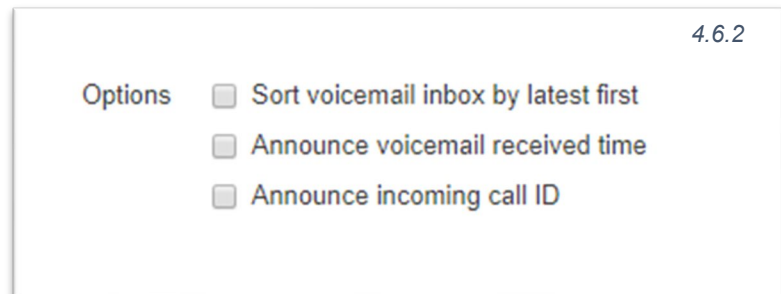 4.6.2
Options Sort voicemail inbox by latest first
Announce voicemail received time
Announce incoming call ID